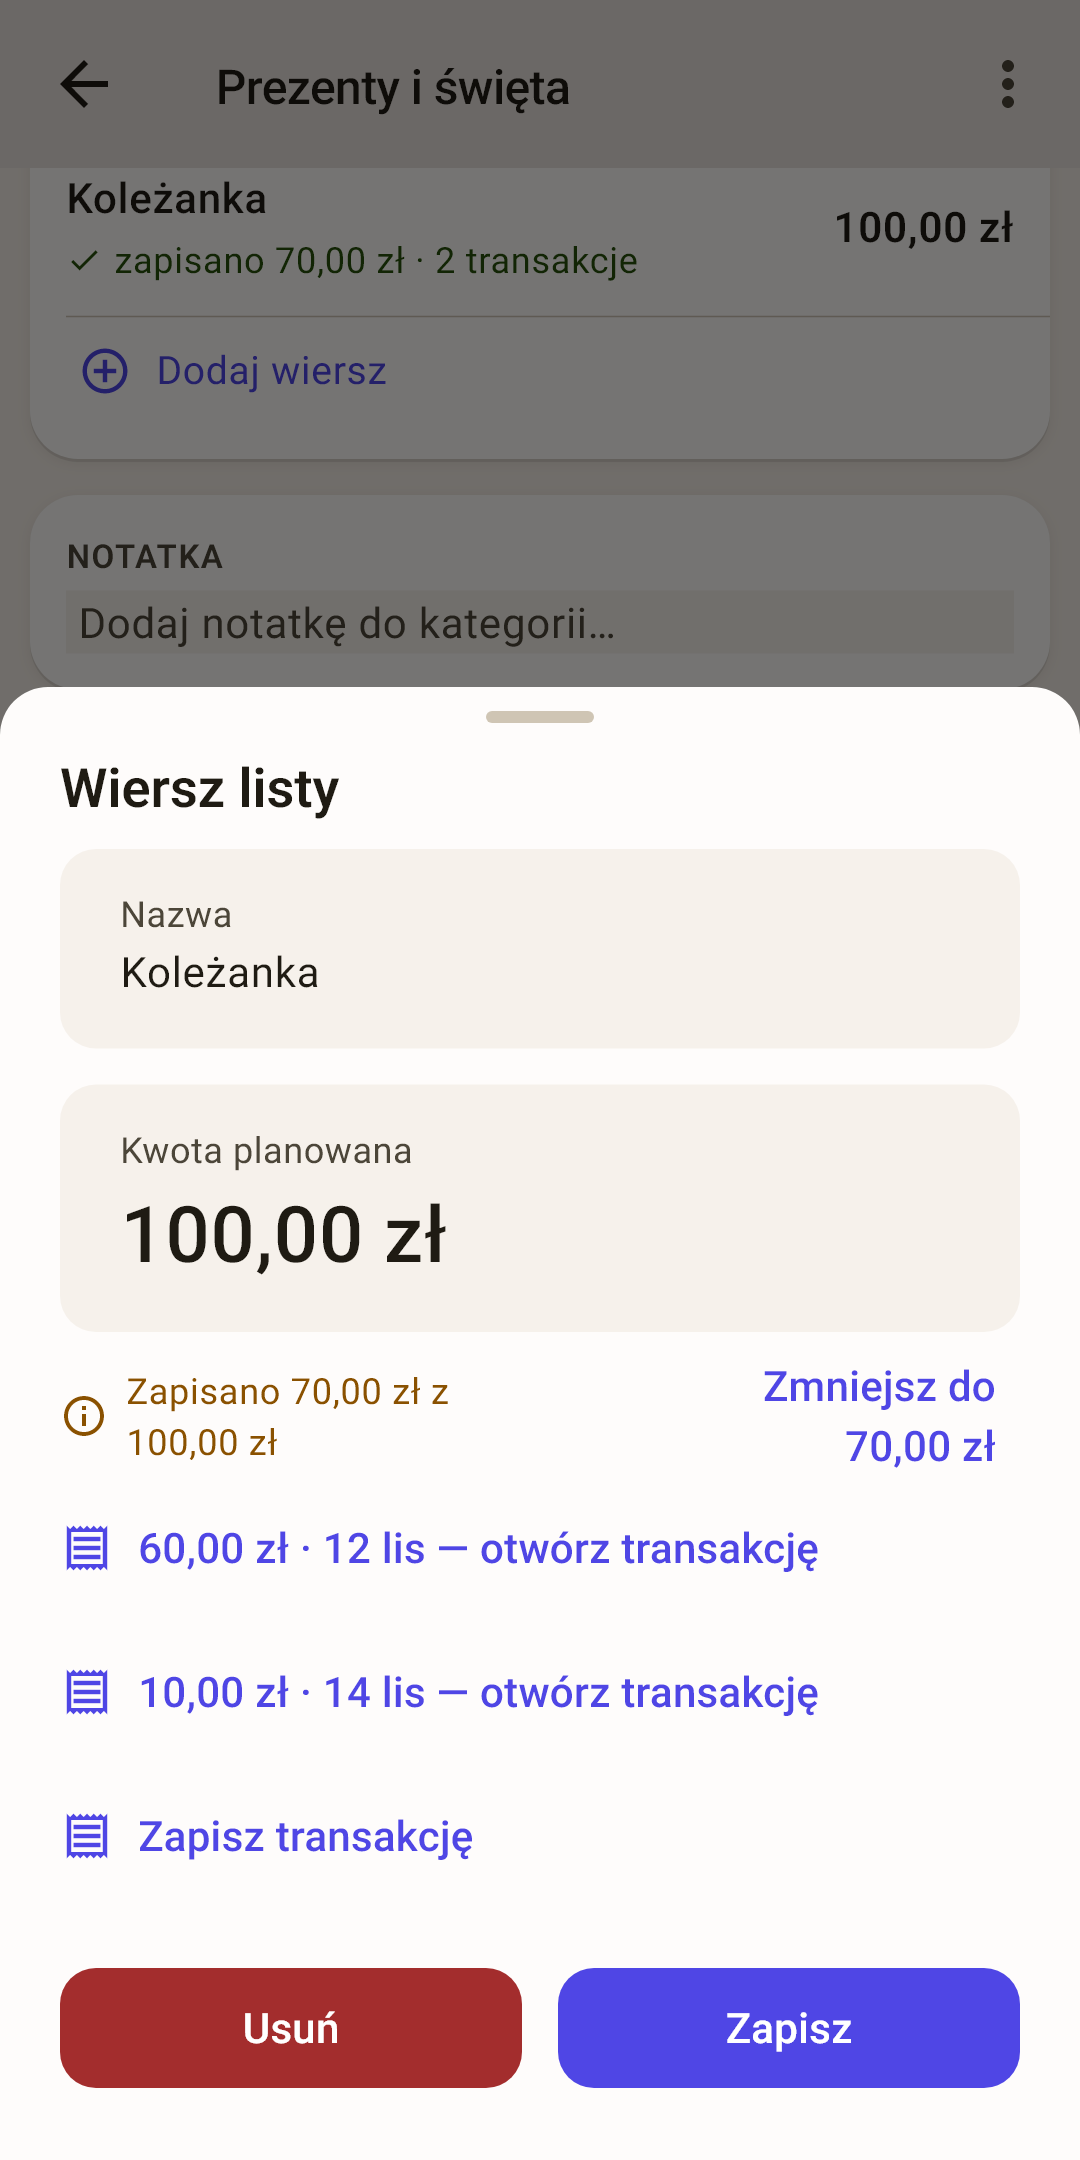 Prezenty i święta
Koleżanka
100,00 zł
zapisano 70,00 zł · 2 transakcje
Dodaj wiersz
NOTATKA
Dodaj notatkę do kategorii…
Wiersz listy
Nazwa
Koleżanka
Kwota planowana
100,00 zł
Zapisano 70,00 zł z
100,00 zł
Zmniejsz do
70,00 zł
60,00 zł · 12 lis — otwórz transakcję
10,00 zł · 14 lis — otwórz transakcję
Zapisz transakcję
Usuń
Zapisz